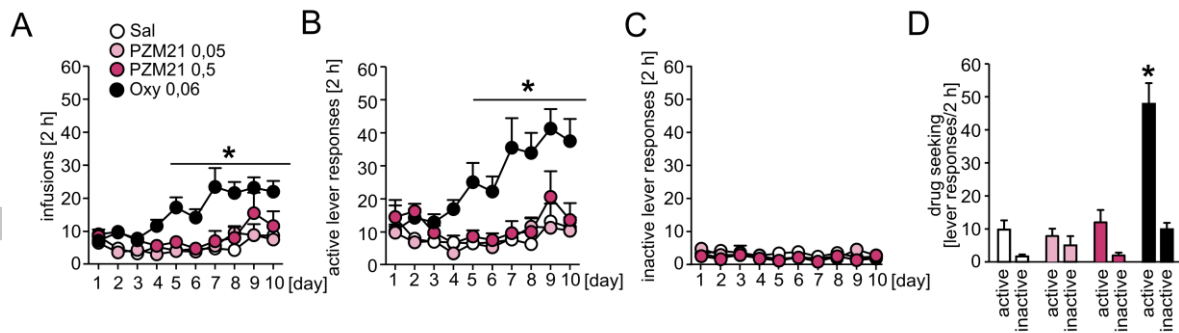 A
Sal
PZM21 0,05
PZM21 0,5
Oxy 0,06
infusions [2 h]
60
50
40
30
20
10
0
*
1 2 3 4 5 6 7 8 9 10 [day]
B
active lever responses [2 h]
60
50
40
30
20
10
0
*
1 2 3 4 5 6 7 8 9 10 [day]
C
inactive lever responses [2 h]
60
50
40
30
20
10
0
1 2 3 4 5 6 7 8 9 10 [day]
D
drug seeking
[lever responses/2 h]
60
50
40
30
20
10
0
*
active
inactive
active
inactive
active
inactive
active
inactive